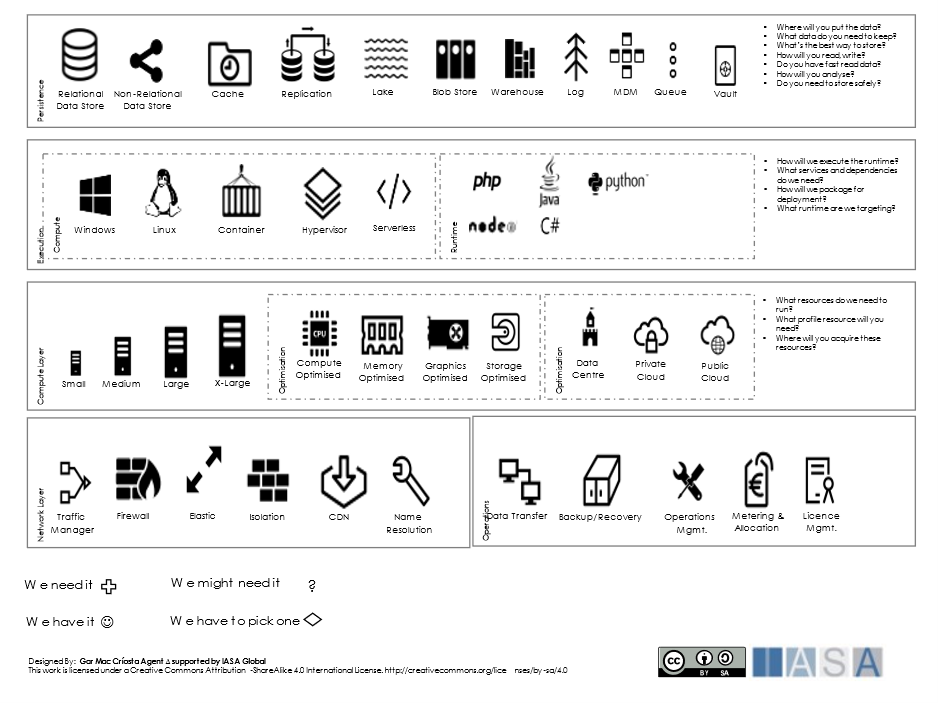 Persistence
Relational
Data Store
Non-Relational
Data Store
Cache
Replication
Lake
Blob Store
Warehouse
Log
MDM
Queue
Vault
• Where will you put the data?
• What data do you need to keep?
• What's the best way to store?
• How will you read, write?
• Do you have fast read data?
• How will you analyse?
• Do you need to store safely?
Execution
Compute
Windows
Linux
Container
Hypervisor
Serverless
Runtime
php
Java
python
node
C#
• How will we execute the runtime?
• What services and dependencies
do we need?
• How will we package for
deployment?
• What runtime are we targeting?
Compute Layer
Small
Medium
Large
X-Large
Optimisation
CPU
Compute
Optimised
Memory
Optimised
Graphics
Optimised
Storage
Optimised
Optimisation
Data
Centre
Private
Cloud
Public
Cloud
• What resources do we need to
run?
• What profile resource will you
need?
• Where will you acquire these
resources?
Network Layer
Traffic
Manager
Firewall
Elastic
Isolation
CDN
Name
Resolution
Operations
Data Transfer
Backup/Recovery
Operations
Mgmt.
€
Metering &
Allocation
Licence
Mgmt.
We need it
We might need it ?
We have it
We have to pick one
Designed By: Gar Mac Críosta Agent Δ supported by IASA Global
This work is licensed under a Creative Commons Attribution -ShareAlike 4.0 International License. http://creativecommons.org/lice nses/by-sa/4.0
cc BY SA
IASA